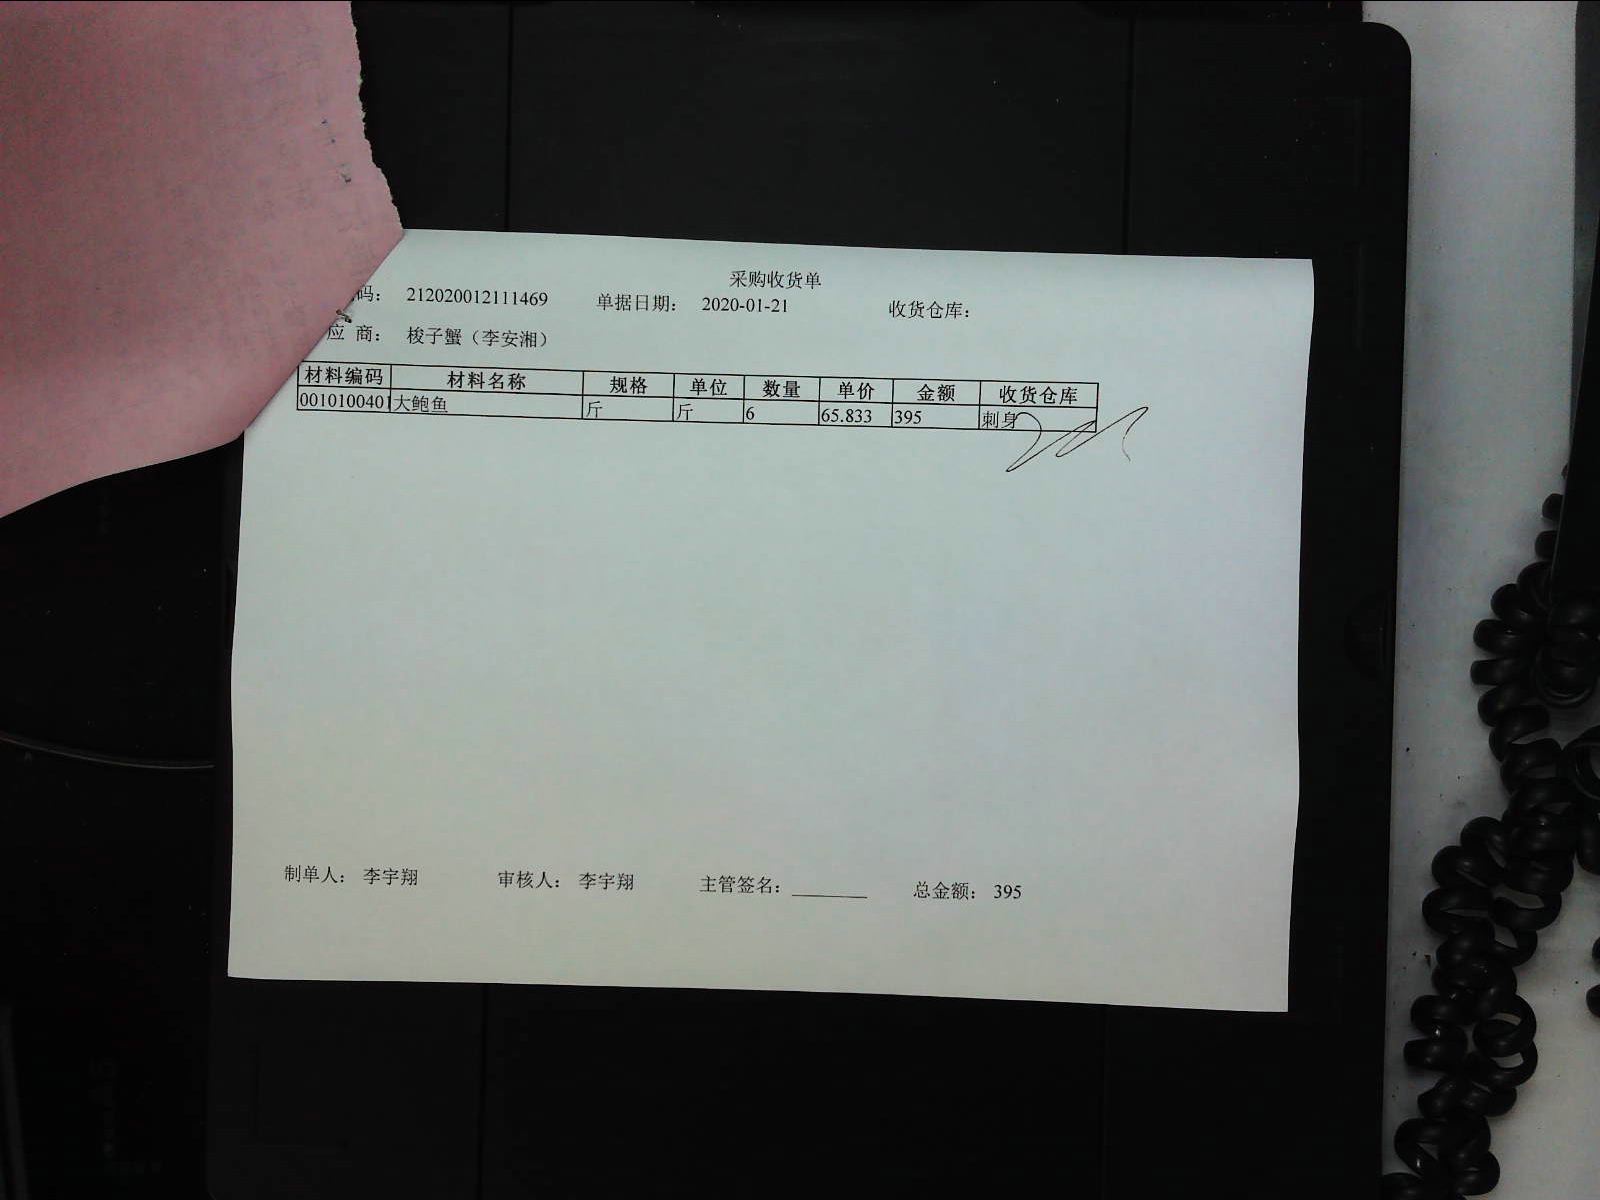 采购收货单
码： 212020012111469 单据日期： 2020-01-21 收货仓库：
应 商： 梭子蟹（李安湘）
材料编码 材料名称 规格 单位 数量 单价 金额 收货仓库
0010100401 大鲍鱼 斤 斤 6 65.833 395 刺身
制单人： 李宇翔 审核人： 李宇翔 主管签名： ________ 总金额： 395